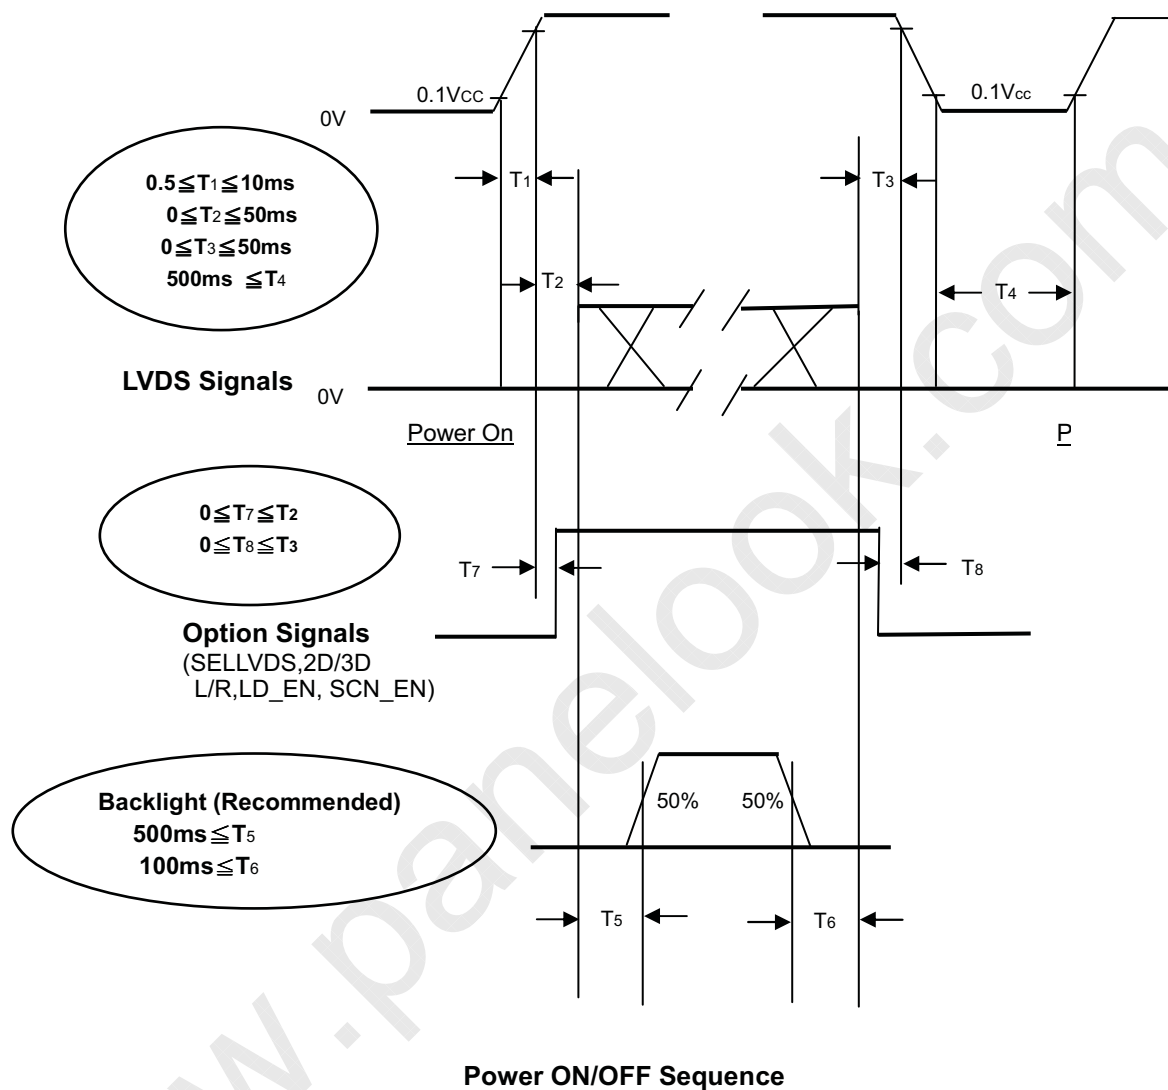 0.1VCC
0.1Vcc
0V
0.5≦T1≦10ms
0≦T2≦50ms
0≦T3≦50ms
500ms ≦T4
T1
T3
T2
T4
LVDS Signals
0V
Power On
P
0≦T7≦T2
0≦T8≦T3
T7
T8
Option Signals
(SELLVDS,2D/3D
L/R,LD_EN, SCN_EN)
Backlight (Recommended)
500ms≦T5
100ms≦T6
50%
50%
T5
T6
Power ON/OFF Sequence
w.panelook.com